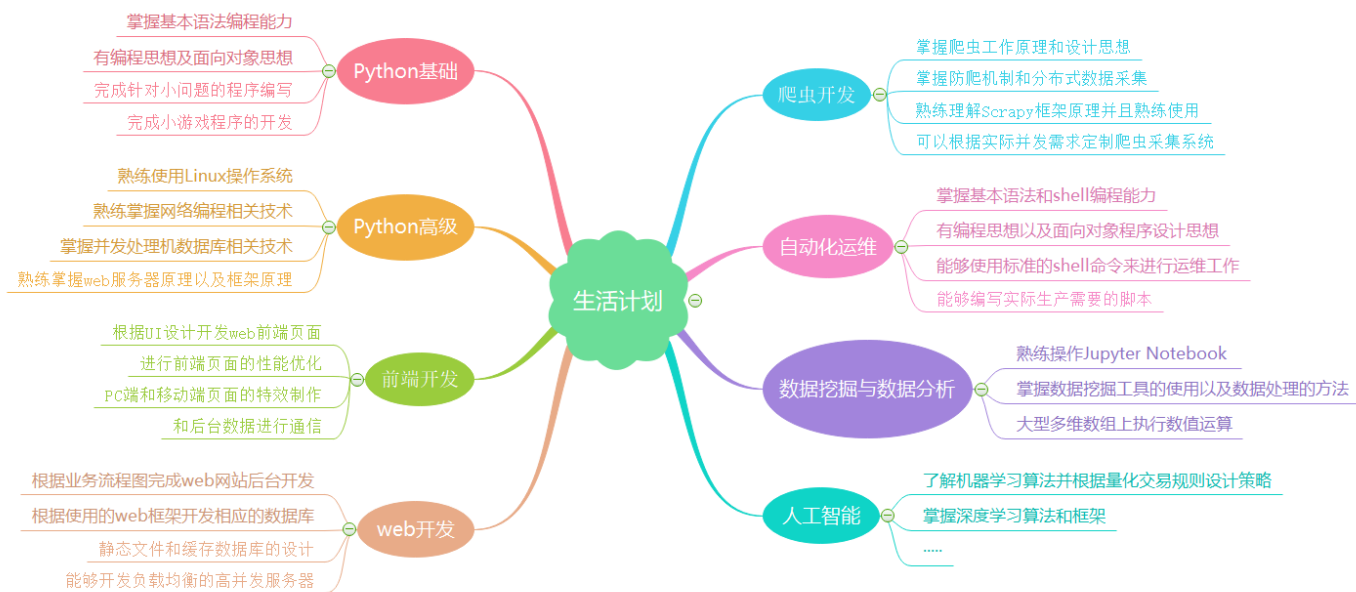 生活计划
Python基础
掌握基本语法编程能力
有编程思想及面向对象思想
完成针对小问题的程序编写
完成小游戏程序的开发
Python高级
熟练使用Linux操作系统
熟练掌握网络编程相关技术
掌握并发处理机数据库相关技术
熟练掌握web服务器原理以及框架原理
前端开发
根据UI设计开发web前端页面
进行前端页面的性能优化
PC端和移动端页面的特效制作
和后台数据进行通信
web开发
根据业务流程图完成web网站后台开发
根据使用的web框架开发相应的数据库
静态文件和缓存数据库的设计
能够开发负载均衡的高并发服务器
爬虫开发
掌握爬虫工作原理和设计思想
掌握防爬机制和分布式数据采集
熟练理解Scrapy框架原理并且熟练使用
可以根据实际并发需求定制爬虫采集系统
自动化运维
掌握基本语法和shell编程能力
有编程思想以及面向对象程序设计思想
能够使用标准的shell命令来进行运维工作
能够编写实际生产需要的脚本
数据挖掘与数据分析
熟练操作Jupyter Notebook
掌握数据挖掘工具的使用以及数据处理的方法
大型多维数组上执行数值运算
人工智能
了解机器学习算法并根据量化交易规则设计策略
掌握深度学习算法和框架
.....